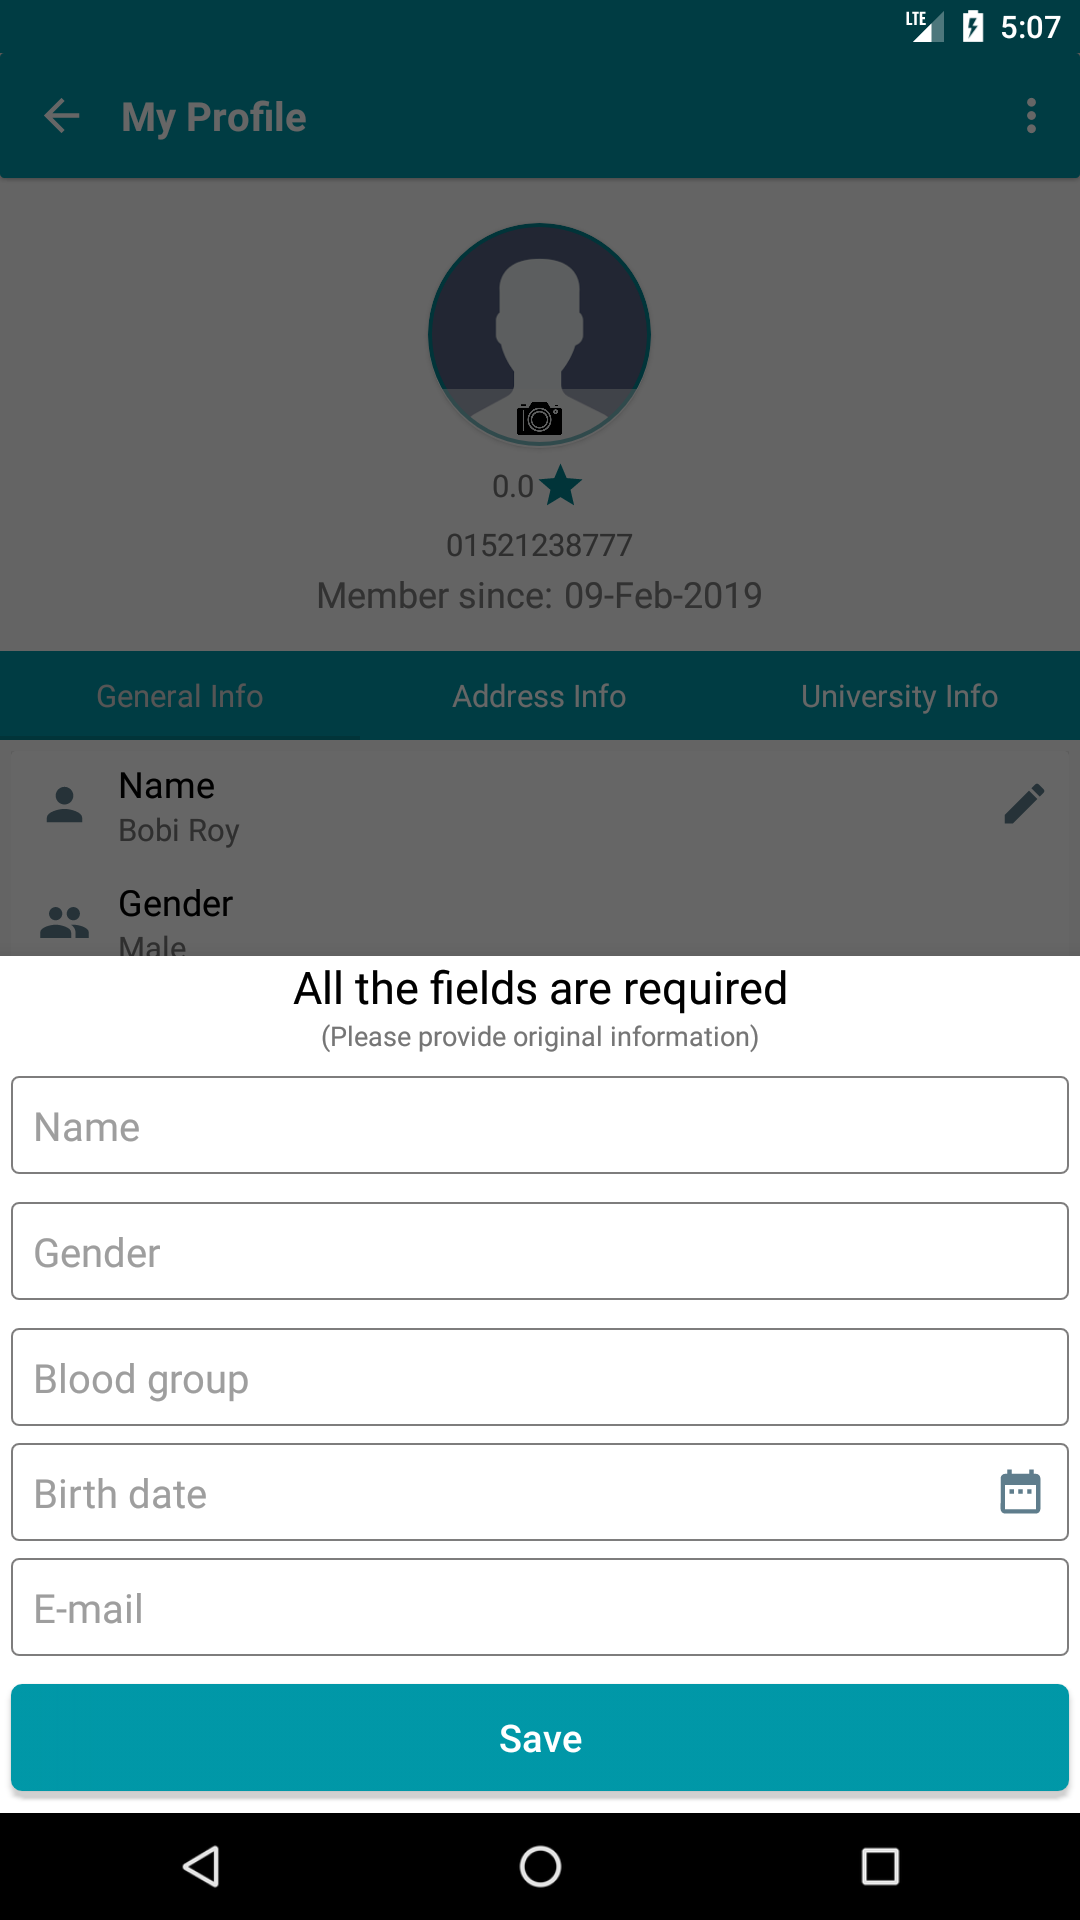 LTE 5:07
My Profile
0.0
01521238777
Member since: 09-Feb-2019
General Info Address Info University Info
Name
Bobi Roy
Gender
Male
All the fields are required
(Please provide original information)
Name
Gender
Blood group
Birth date
E-mail
Save